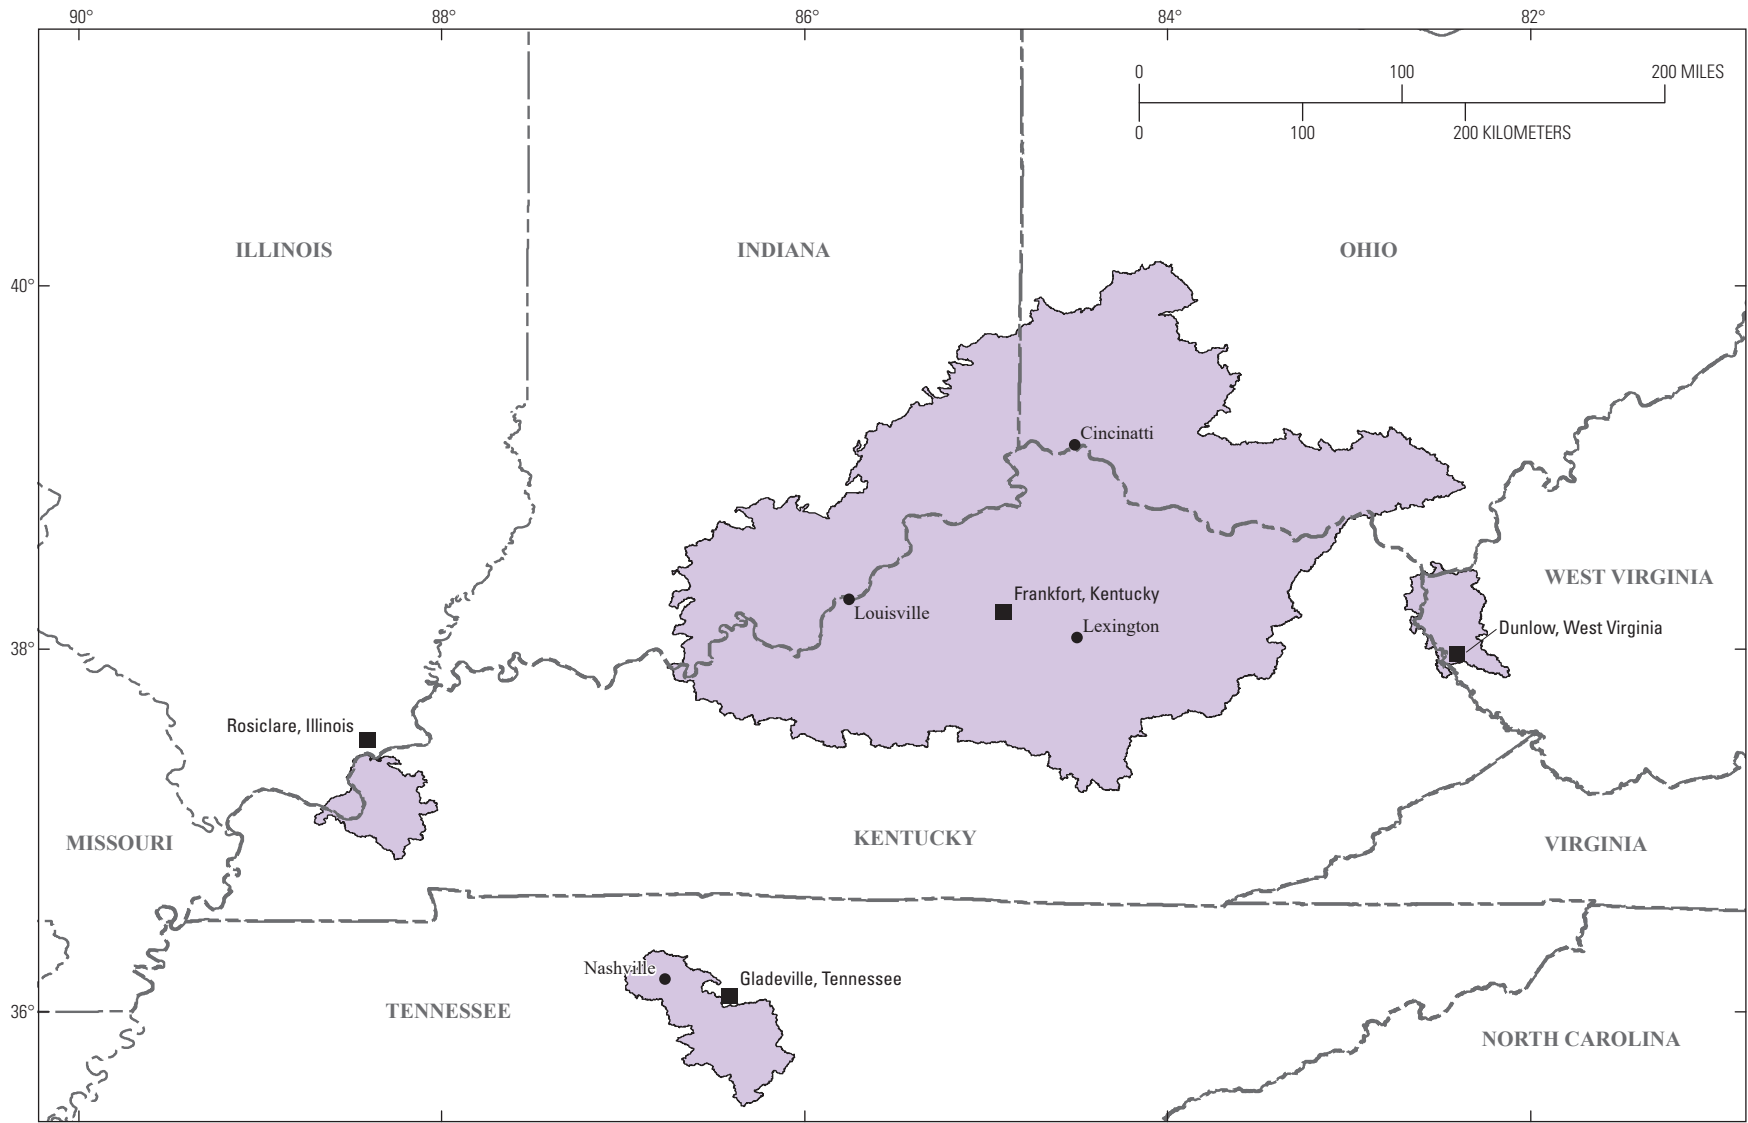 90°
88°
86°
84°
82°
0
100
200 MILES
0
100
200 KILOMETERS
ILLINOIS
INDIANA
OHIO
40°
Cincinatti
WEST VIRGINIA
Frankfort, Kentucky
Louisville
Lexington
Dunlow, West Virginia
38°
Rosiclare, Illinois
MISSOURI
KENTUCKY
VIRGINIA
Nashville
Gladeville, Tennessee
TENNESSEE
36°
NORTH CAROLINA